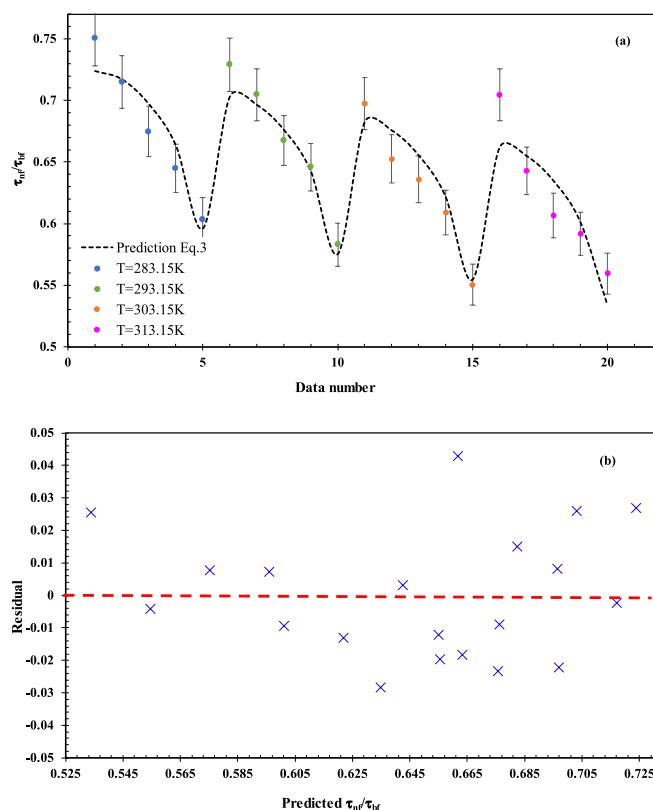 0.75
(a)
0.7
τnf/τbf
0.65
0.6
Prediction Eq.3
T=283.15K
T=293.15K
0.55
T=303.15K
T=313.15K
0.5
0 5 10 15 20
Data number
0.05
(b)
0.04
0.03
0.02
0.01
Residual
0
-0.01
-0.02
-0.03
-0.04
-0.05
0.525 0.545 0.565 0.585 0.605 0.625 0.645 0.665 0.685 0.705 0.725
Predicted τnf/τbf